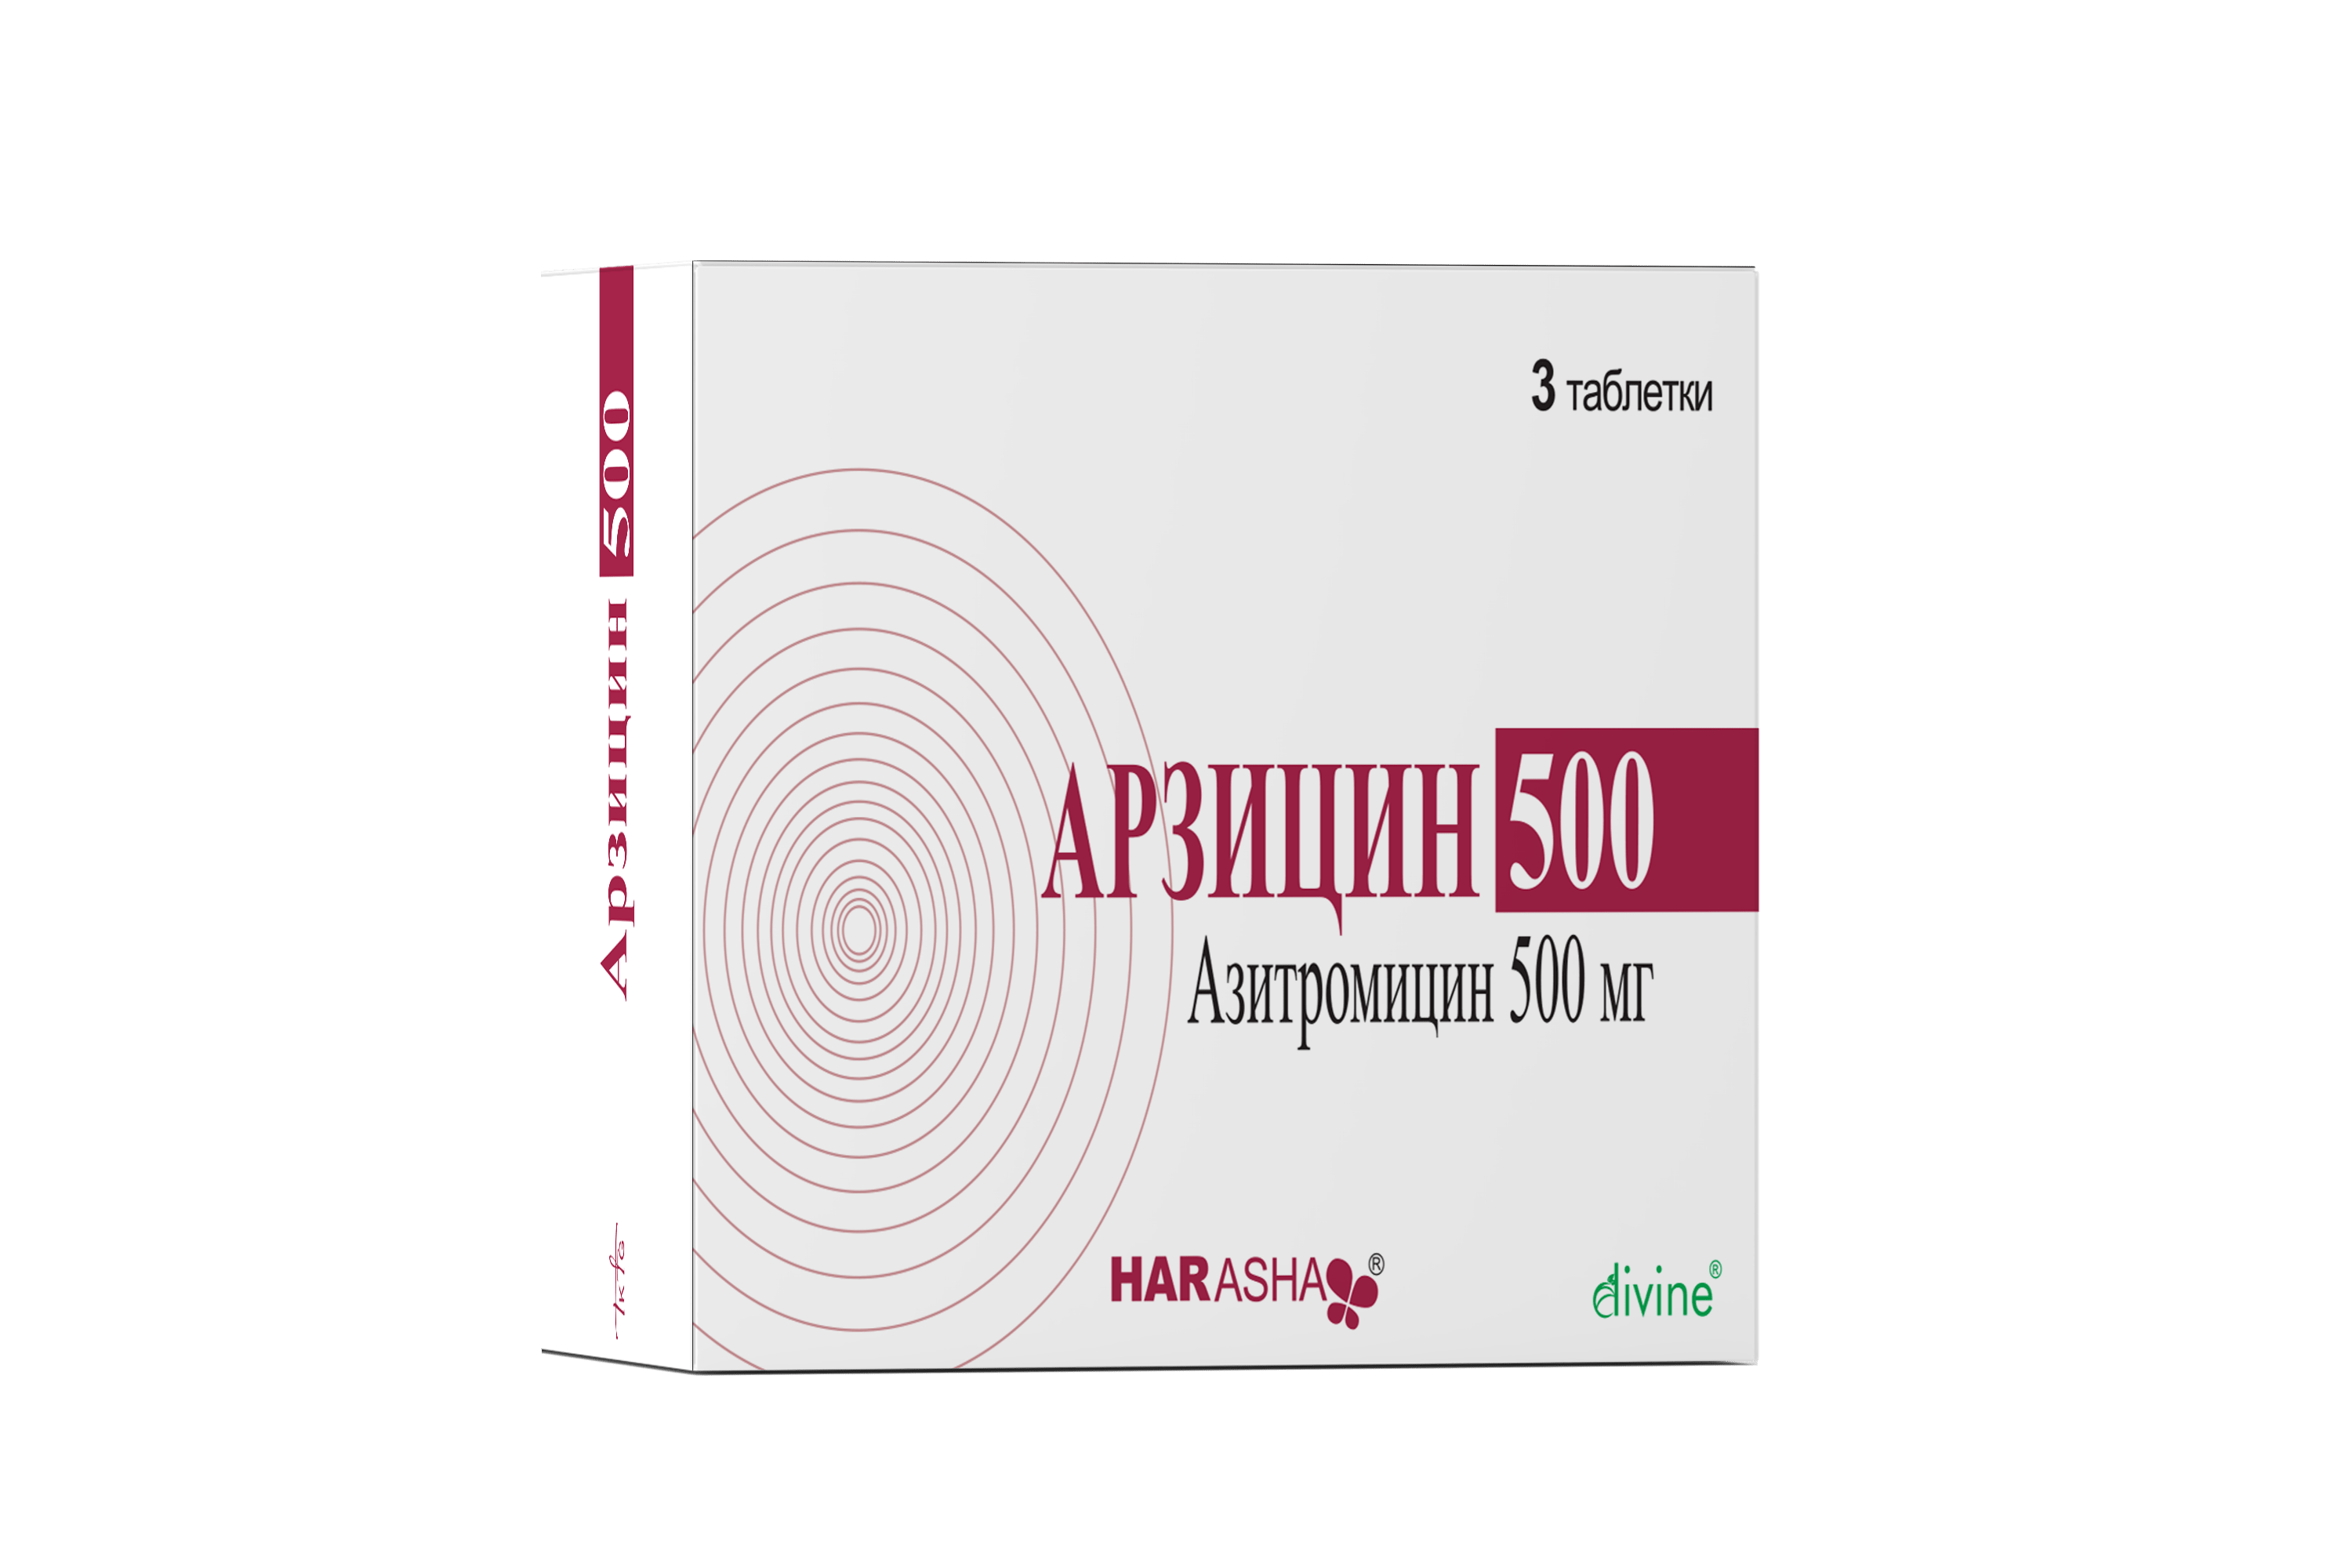 Арзицин 500
3 таблетки
АРЗИЦИН 500
Азитромицин 500 мг
HARASHA®
divine®